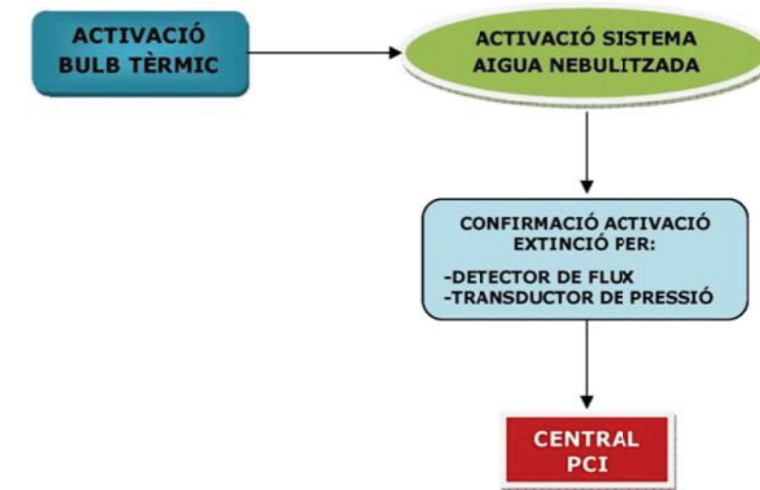 ACTIVACIÓ
BULB TÈRMIC
ACTIVACIÓ SISTEMA
AIGUA NEBULITZADA
CONFIRMACIÓ ACTIVACIÓ
EXTINCIÓ PER:
-DETECTOR DE FLUX
-TRANSDUCTOR DE PRESSIÓ
CENTRAL
PCI